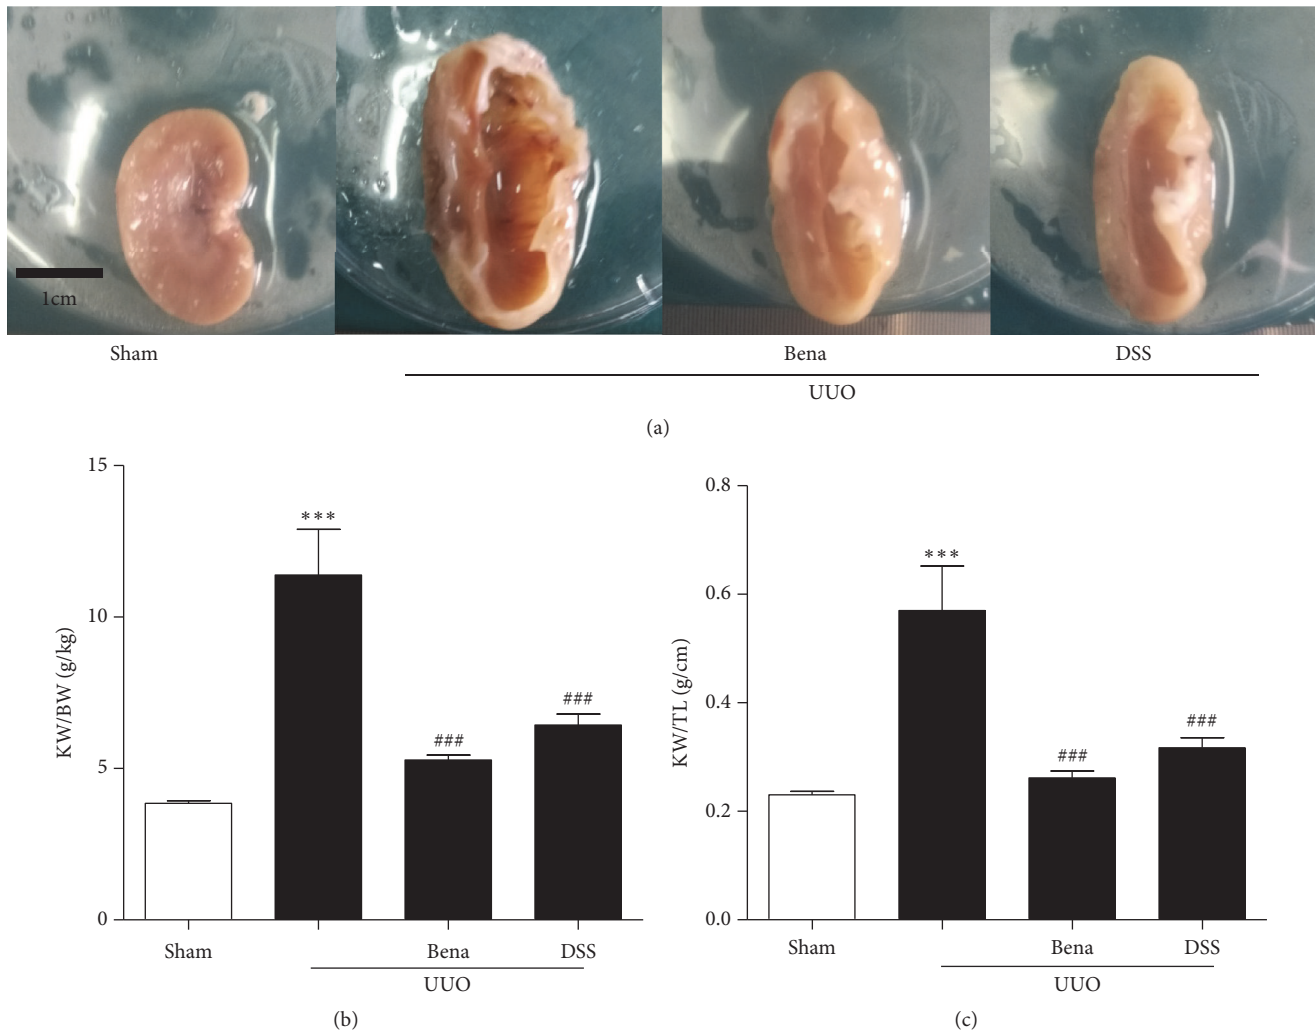 1cm
Sham
Bena
DSS
UUO
(a)
15
10
5
0
KW/BW (g/kg)
***
###
###
Sham
Bena
DSS
UUO
(b)
0.8
0.6
0.4
0.2
0.0
KW/TL (g/cm)
***
###
###
Sham
Bena
DSS
UUO
(c)